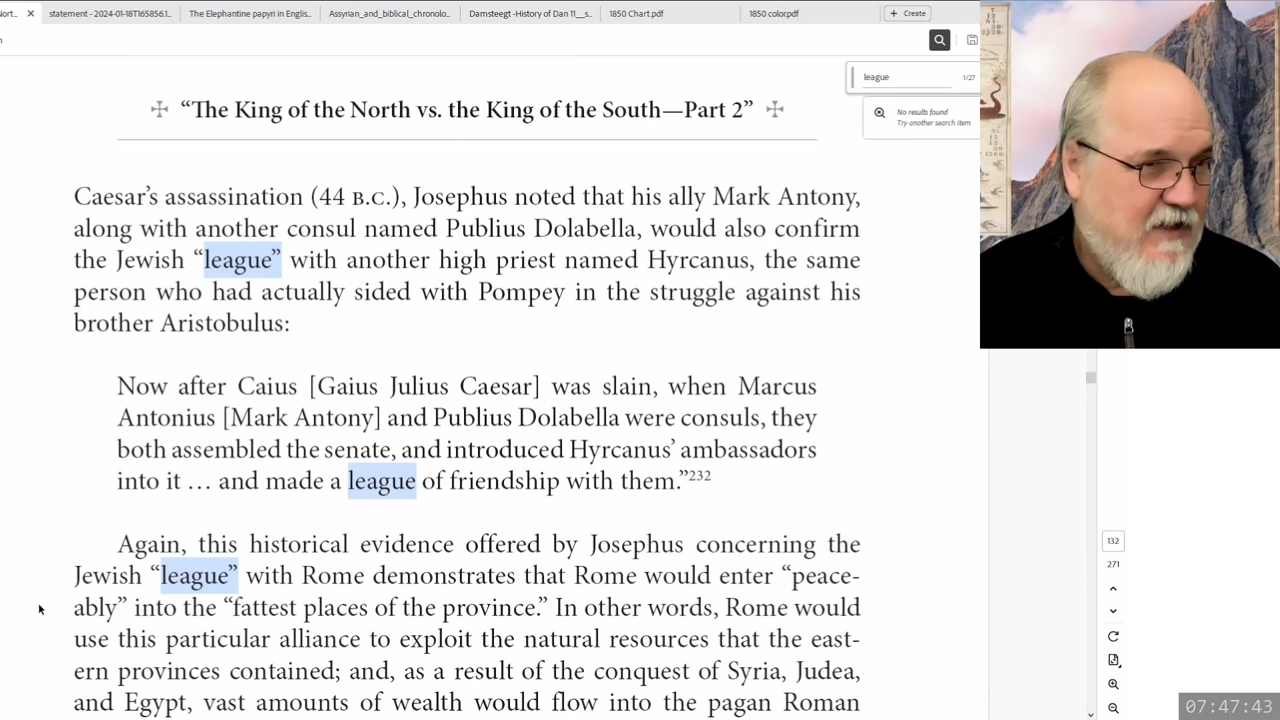 ort...
statement - 2024-01-18T165856.1...
The Elephantine papyri in Englis...
Assyrian_and_biblical_chronolo...
Damsteegt -History of Dan 11__s...
1850 Chart.pdf
1850 color.pdf
+ Create
league
1/27
No results found
Try another search item
“The King of the North vs. the King of the South—Part 2”
Caesar’s assassination (44 B.C.), Josephus noted that his ally Mark Antony,
along with another consul named Publius Dolabella, would also confirm
the Jewish “league” with another high priest named Hyrcanus, the same
person who had actually sided with Pompey in the struggle against his
brother Aristobulus:
Now after Caius [Gaius Julius Caesar] was slain, when Marcus
Antonius [Mark Antony] and Publius Dolabella were consuls, they
both assembled the senate, and introduced Hyrcanus’ ambassadors
into it … and made a league of friendship with them.”232
Again, this historical evidence offered by Josephus concerning the
Jewish “league” with Rome demonstrates that Rome would enter “peace-
ably” into the “fattest places of the province.” In other words, Rome would
use this particular alliance to exploit the natural resources that the east-
ern provinces contained; and, as a result of the conquest of Syria, Judea,
and Egypt, vast amounts of wealth would flow into the pagan Roman
132
271
07:47:43